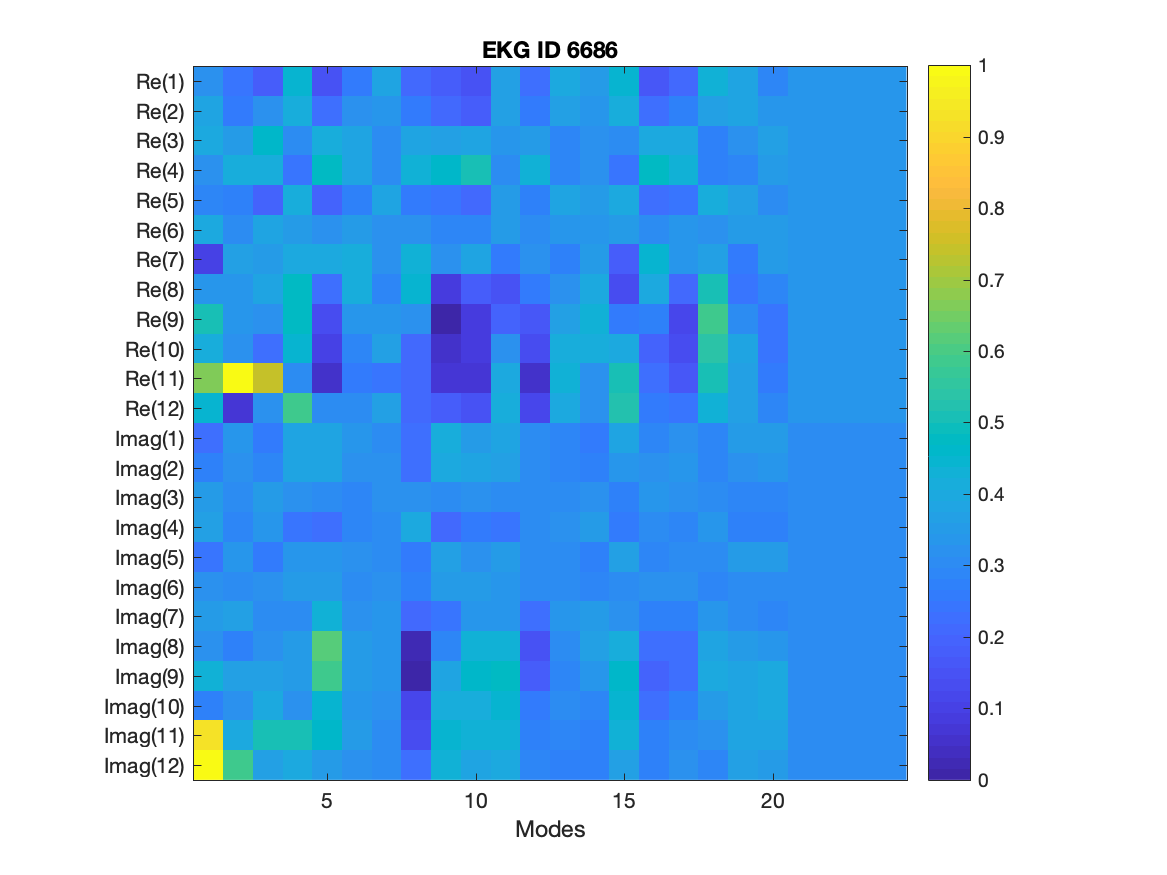 EKG ID 6686
Re(1)
Re(2)
Re(3)
Re(4)
Re(5)
Re(6)
Re(7)
Re(8)
Re(9)
Re(10)
Re(11)
Re(12)
Imag(1)
Imag(2)
Imag(3)
Imag(4)
Imag(5)
Imag(6)
Imag(7)
Imag(8)
Imag(9)
Imag(10)
Imag(11)
Imag(12)
5 10 15 20
Modes
1
0.9
0.8
0.7
0.6
0.5
0.4
0.3
0.2
0.1
0